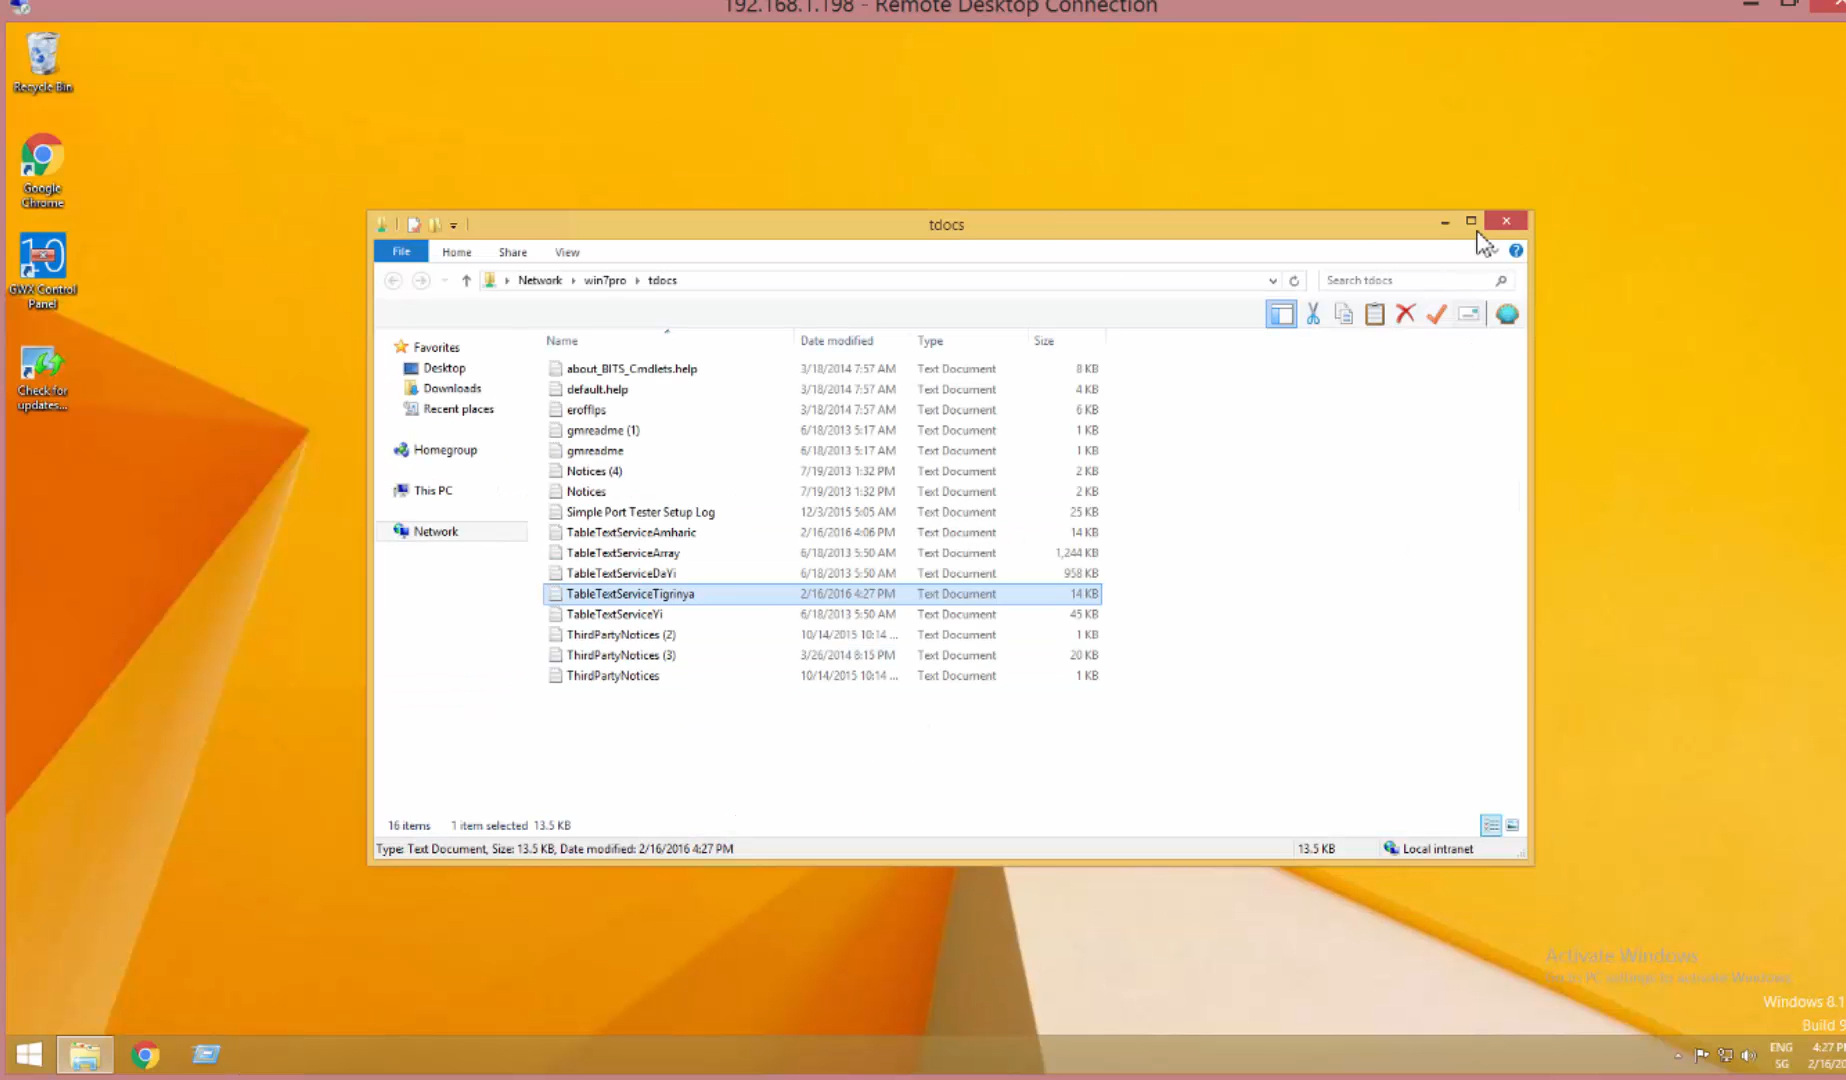 192.168.1.198 - Remote Desktop Connection
Recycle Bin
Google
Chrome
10
GWX Control
Panel
Check for
updates...
tdocs
File Home Share View
Network win7pro tdocs
Search tdocs
Favorites
Desktop
Downloads
Recent places
Homegroup
This PC
Network
Name Date modified Type Size
about_BITS_Cmdlets.help 3/18/2014 7:57 AM Text Document 8 KB
default.help 3/18/2014 7:57 AM Text Document 4 KB
erofflps 3/18/2014 7:57 AM Text Document 6 KB
gmreadme (1) 6/18/2013 5:17 AM Text Document 1 KB
gmreadme 6/18/2013 5:17 AM Text Document 1 KB
Notices (4) 7/19/2013 1:32 PM Text Document 2 KB
Notices 7/19/2013 1:32 PM Text Document 2 KB
Simple Port Tester Setup Log 12/3/2015 5:05 AM Text Document 25 KB
TableTextServiceAmharic 2/16/2016 4:06 PM Text Document 14 KB
TableTextServiceArray 6/18/2013 5:50 AM Text Document 1,244 KB
TableTextServiceDaYi 6/18/2013 5:50 AM Text Document 958 KB
TableTextServiceTigrinya 2/16/2016 4:27 PM Text Document 14 KB
TableTextServiceYi 6/18/2013 5:50 AM Text Document 45 KB
ThirdPartyNotices (2) 10/14/2015 10:14 ... Text Document 1 KB
ThirdPartyNotices (3) 3/26/2014 8:15 PM Text Document 20 KB
ThirdPartyNotices 10/14/2015 10:14 ... Text Document 1 KB
16 items 1 item selected 13.5 KB
Type: Text Document, Size: 13.5 KB, Date modified: 2/16/2016 4:27 PM 13.5 KB Local intranet
Activate Windows
Go to PC settings to activate Windows.
Windows 8.1
Build 9
ENG 4:27 P
SG 2/16/20